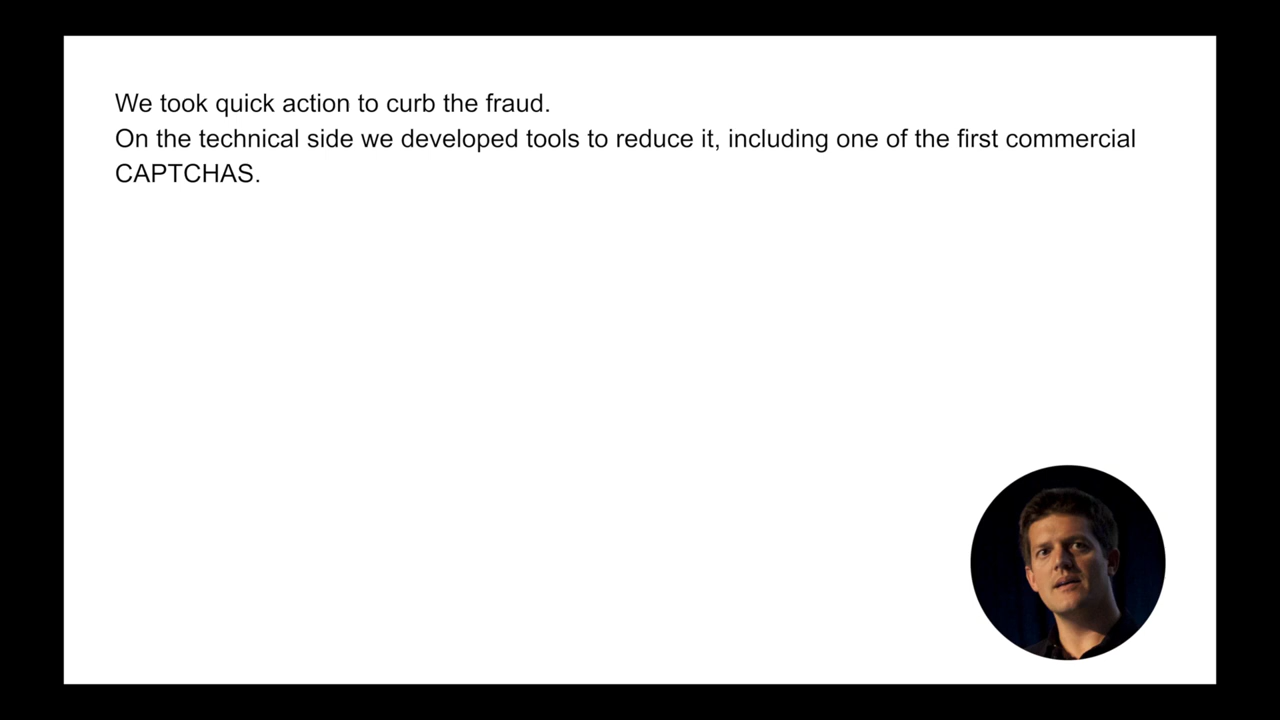 We took quick action to curb the fraud.
On the technical side we developed tools to reduce it, including one of the first commercial
CAPTCHAS.